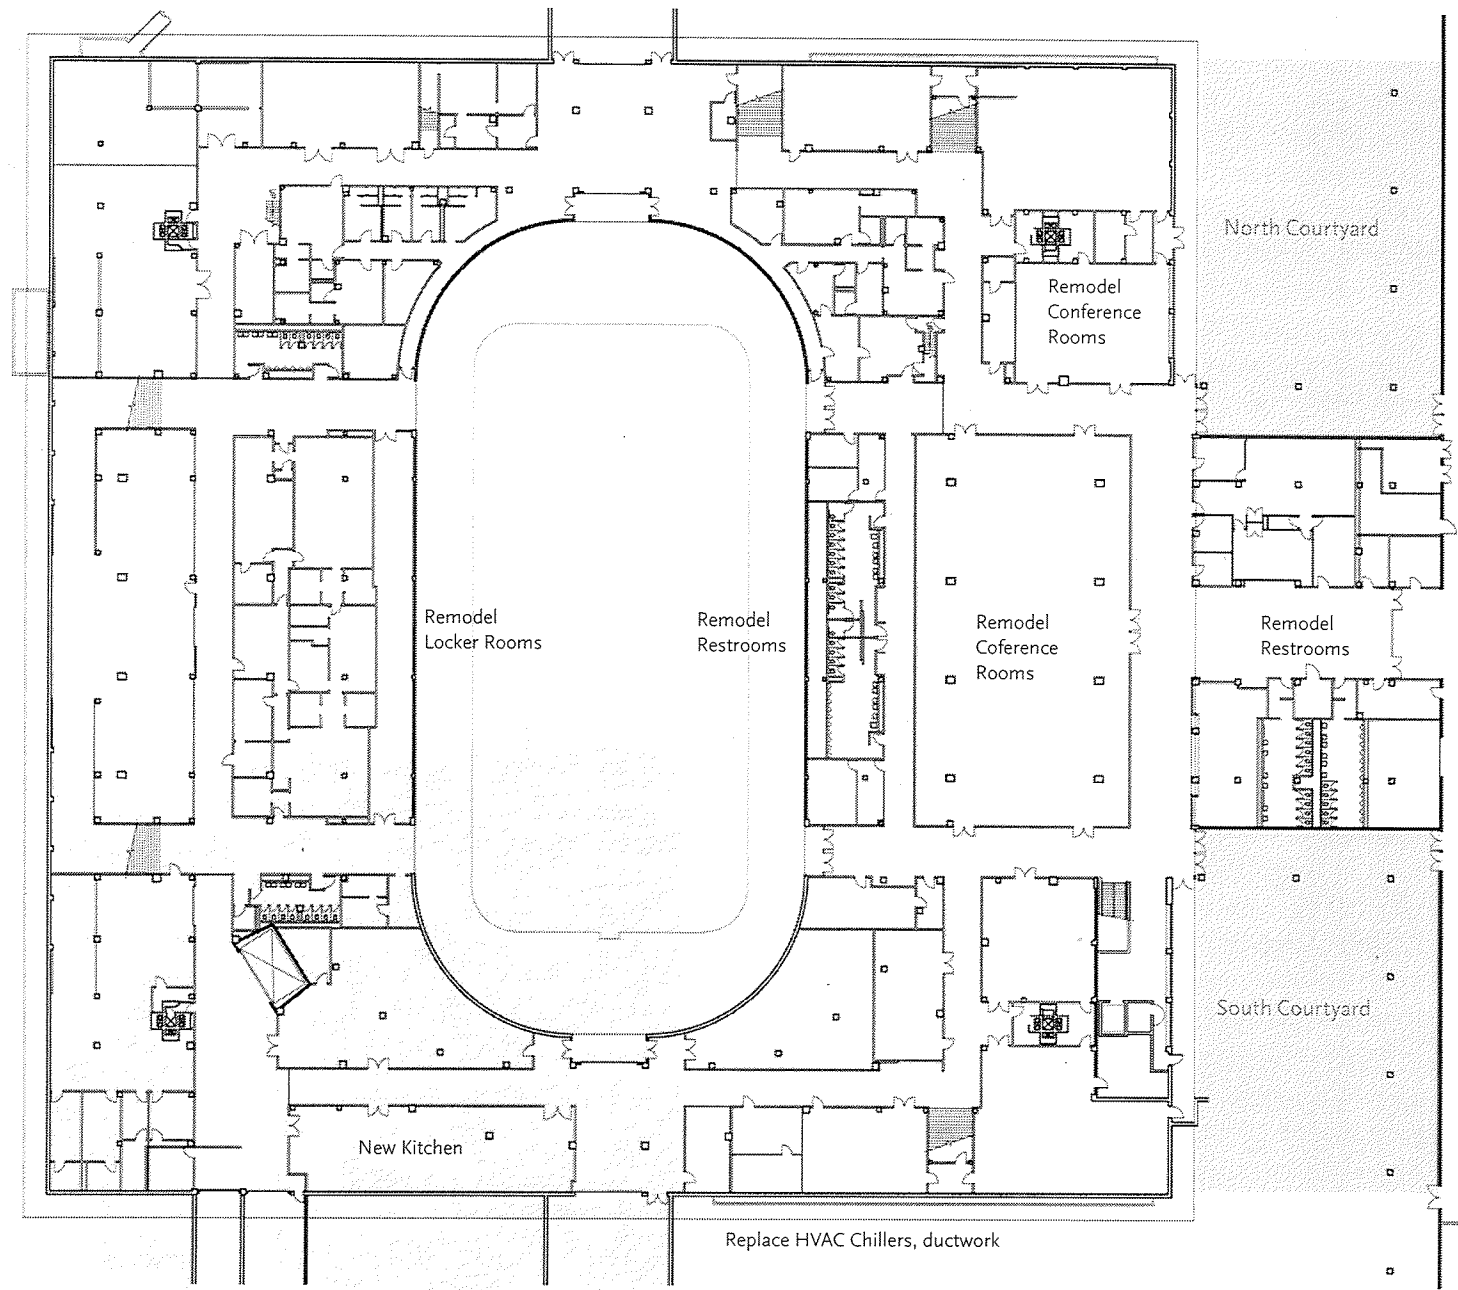 North Courtyard
Remodel
Conference
Rooms
Remodel
Locker Rooms
Remodel
Restrooms
Remodel
Coference
Rooms
Remodel
Restrooms
South Courtyard
New Kitchen
Replace HVAC Chillers, ductwork